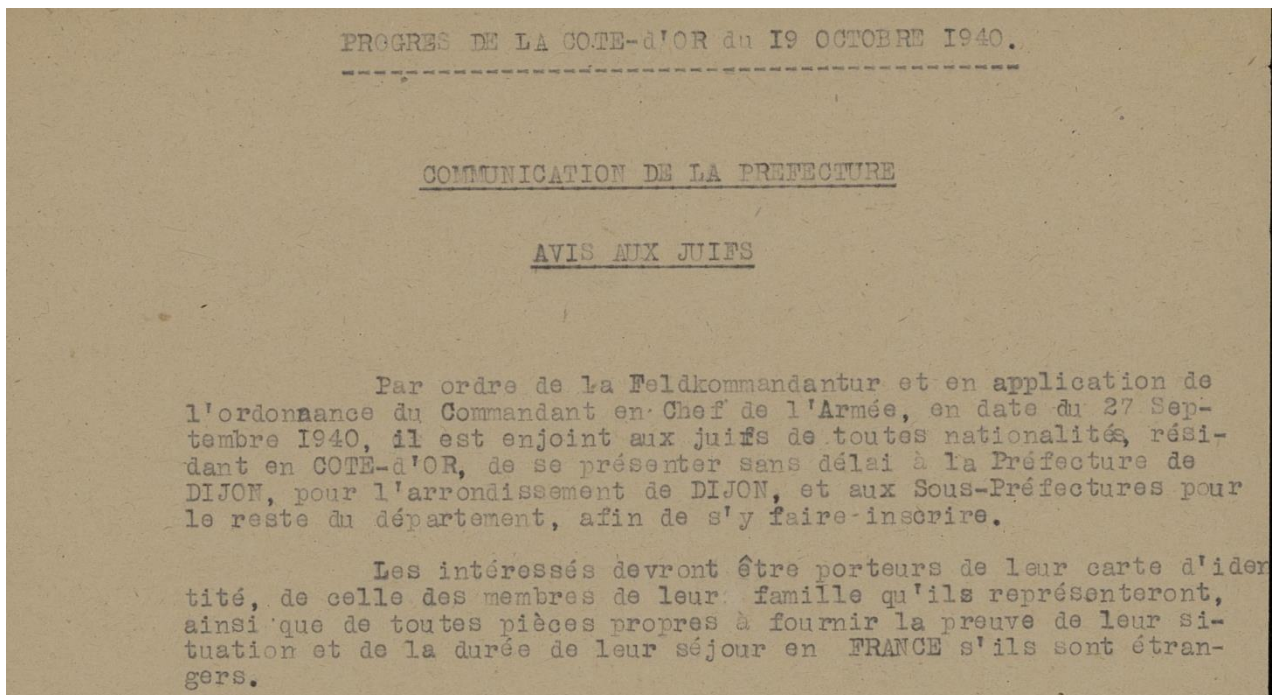 PROGRES DE LA COTE-d'OR du I9 OCTOBRE I940.
COMMUNICATION DE LA PREFECTURE
AVIS AUX JUIFS
Par ordre de la Feldkommandantur et en application de
l'ordonnance du Commandant en Chef de l'Armée, en date du 27 Sep-
tembre I940, il est enjoint aux juifs de toutes nationalités, rési-
dant en COTE-d'OR, de se présenter sans délai à la Préfecture de
DIJON, pour l'arrondissement de DIJON, et aux Sous-Préfectures pour
le reste du département, afin de s'y faire inscrire.
Les intéressés devront être porteurs de leur carte d'iden
tité, de celle des membres de leur famille qu'ils représenteront,
ainsi que de toutes pièces propres à fournir la preuve de leur si-
tuation et de la durée de leur séjour en FRANCE s'ils sont étran-
gers.